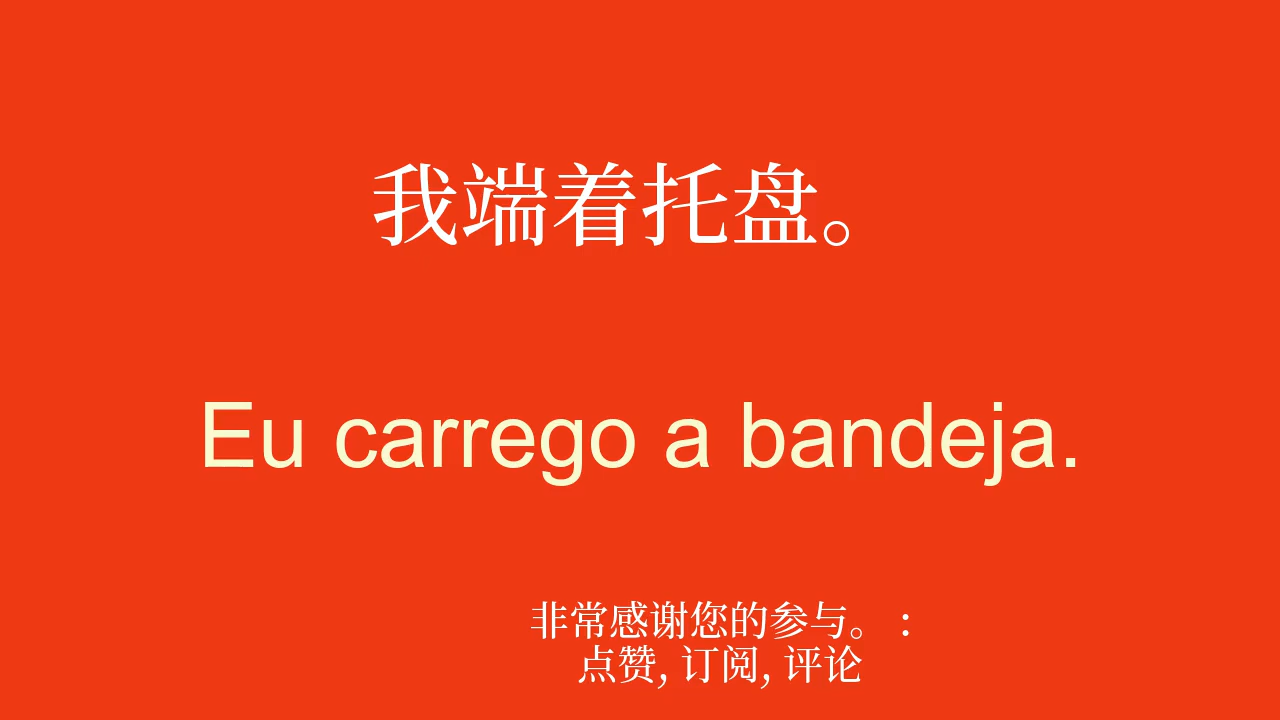 我端着托盘。
Eu carrego a bandeja.
非常感谢您的参与。 :
点赞, 订阅, 评论